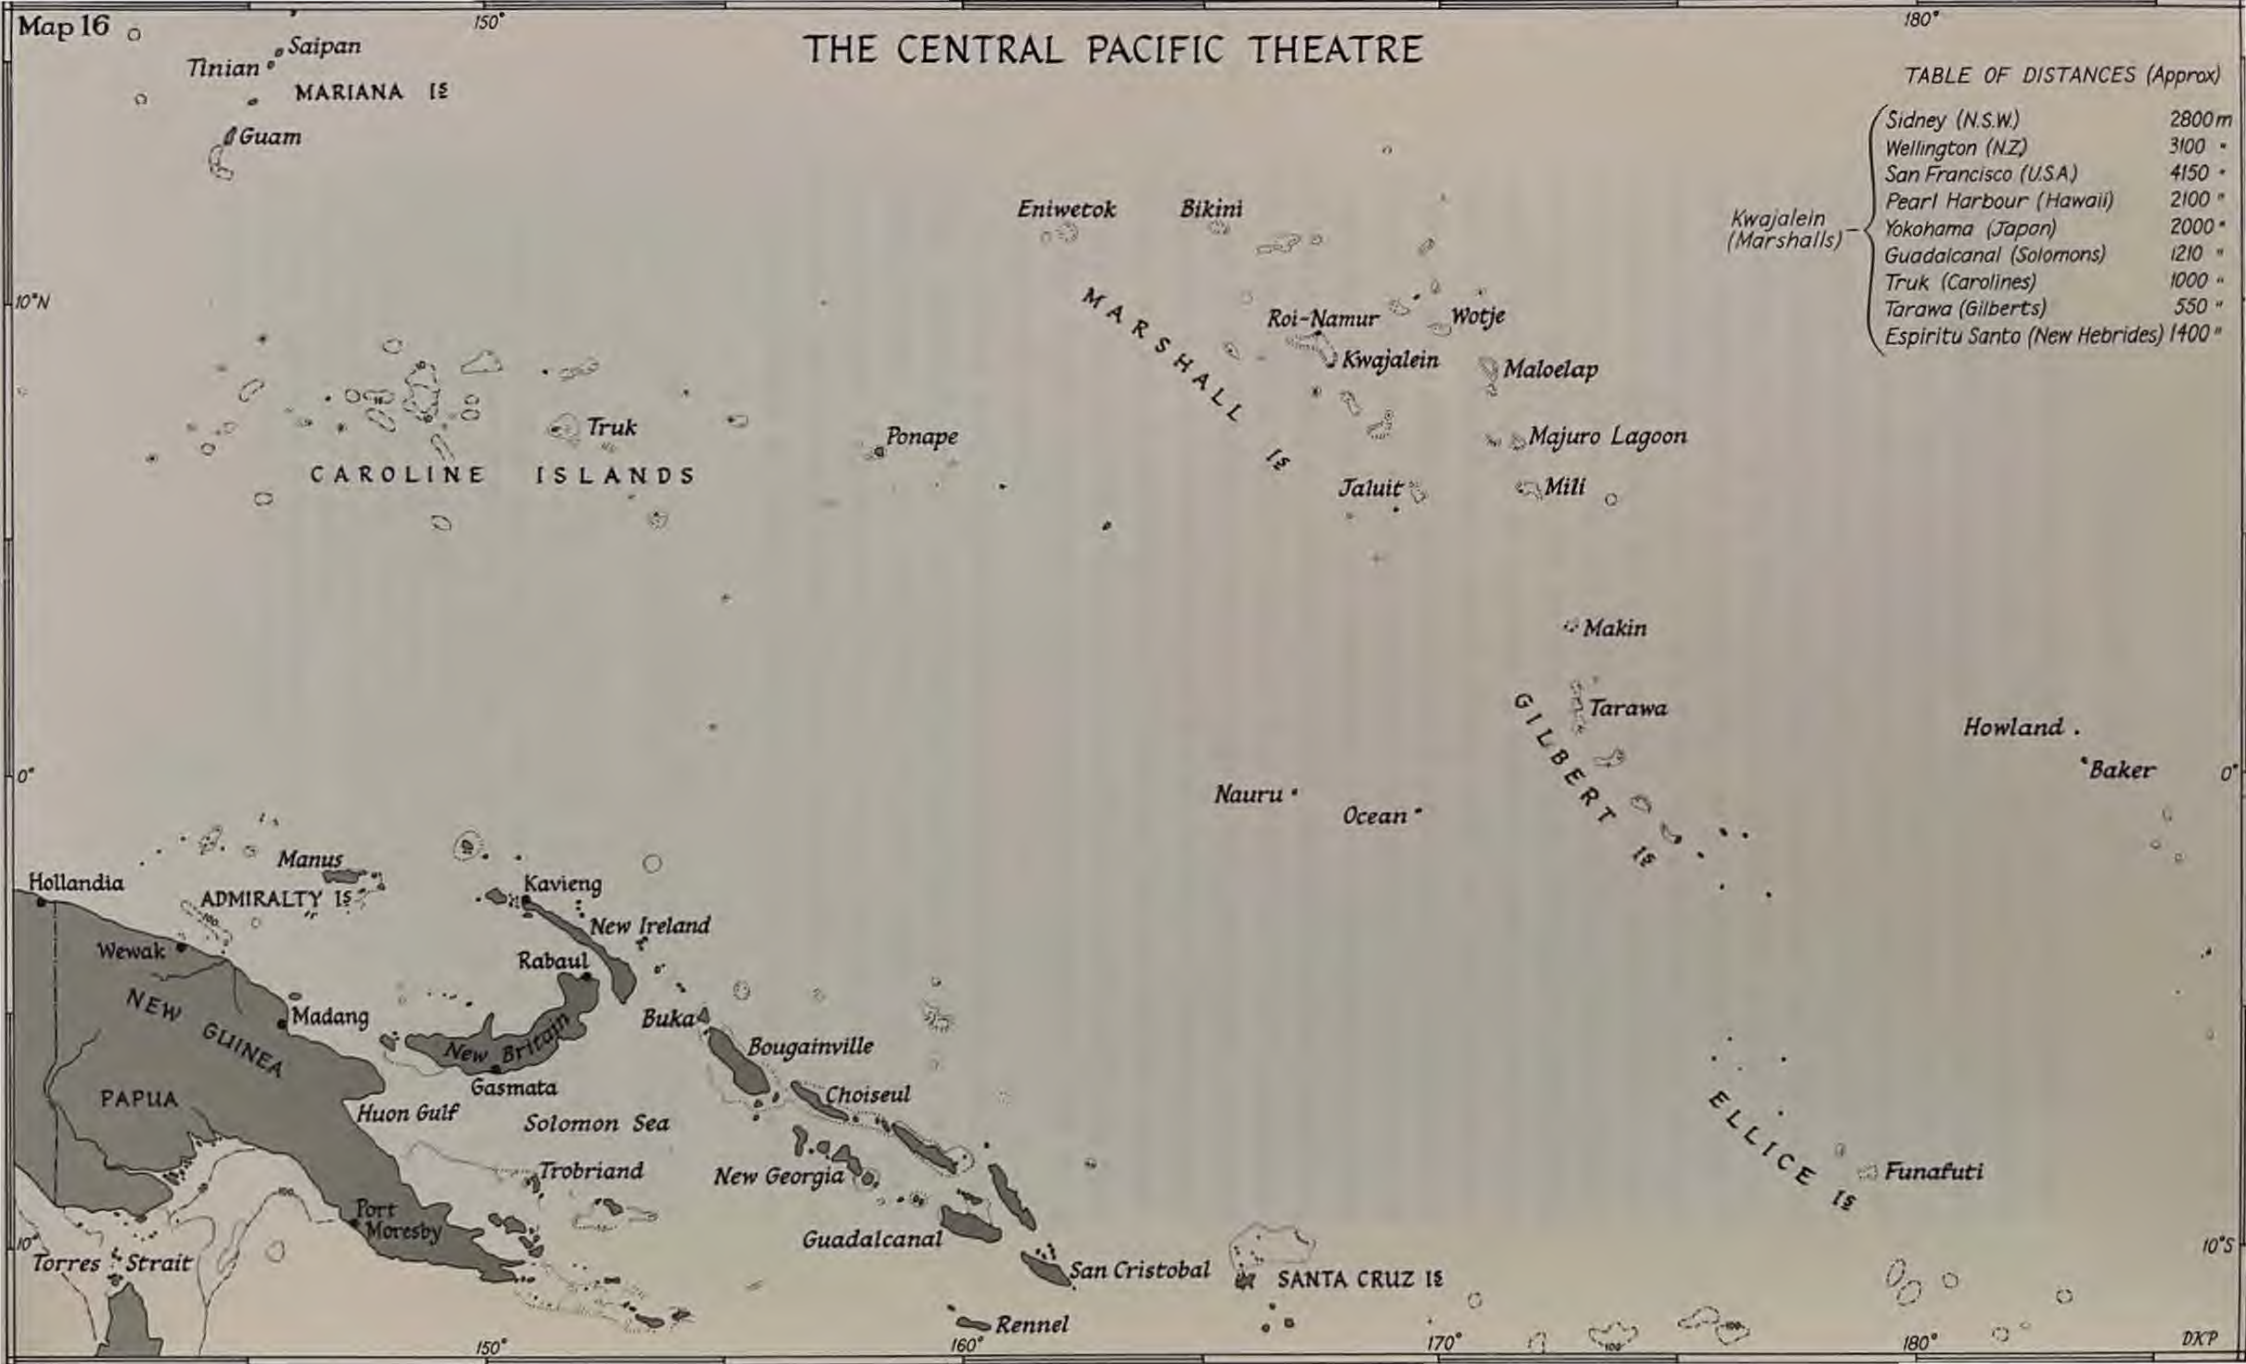 Map 16
150°
180°
THE CENTRAL PACIFIC THEATRE
Saipan
Tinian
MARIANA IS
Guam
TABLE OF DISTANCES (Approx)
Kwajalein
(Marshalls)
Sidney (N.S.W.) 2800 m
Wellington (N.Z.) 3100 "
San Francisco (U.S.A.) 4150 "
Pearl Harbour (Hawaii) 2100 "
Yokohama (Japan) 2000 "
Guadalcanal (Solomons) 1210 "
Truk (Carolines) 1000 "
Tarawa (Gilberts) 550 "
Espiritu Santo (New Hebrides) 1400 "
Eniwetok
Bikini
10°N
MARSHALL IS
Roi-Namur
Wotje
Kwajalein
Maloelap
Truk
Ponape
Majuro Lagoon
CAROLINE ISLANDS
Jaluit
Mili
Makin
GILBERT IS
Tarawa
Howland
Baker
0°
0°
Nauru
Ocean
Manus
Hollandia
ADMIRALTY IS
100
Kavieng
New Ireland
Wewak
Rabaul
NEW GUINEA
Madang
Buka
New Britain
Bougainville
Gasmata
PAPUA
Huon Gulf
Choiseul
Solomon Sea
ELLICE IS
Trobriand
New Georgia
Funafuti
100
Port
Moresby
Guadalcanal
10°
10°S
Torres Strait
San Cristobal
SANTA CRUZ IS
Rennel
100
100
150°
160°
170°
180°
DKP